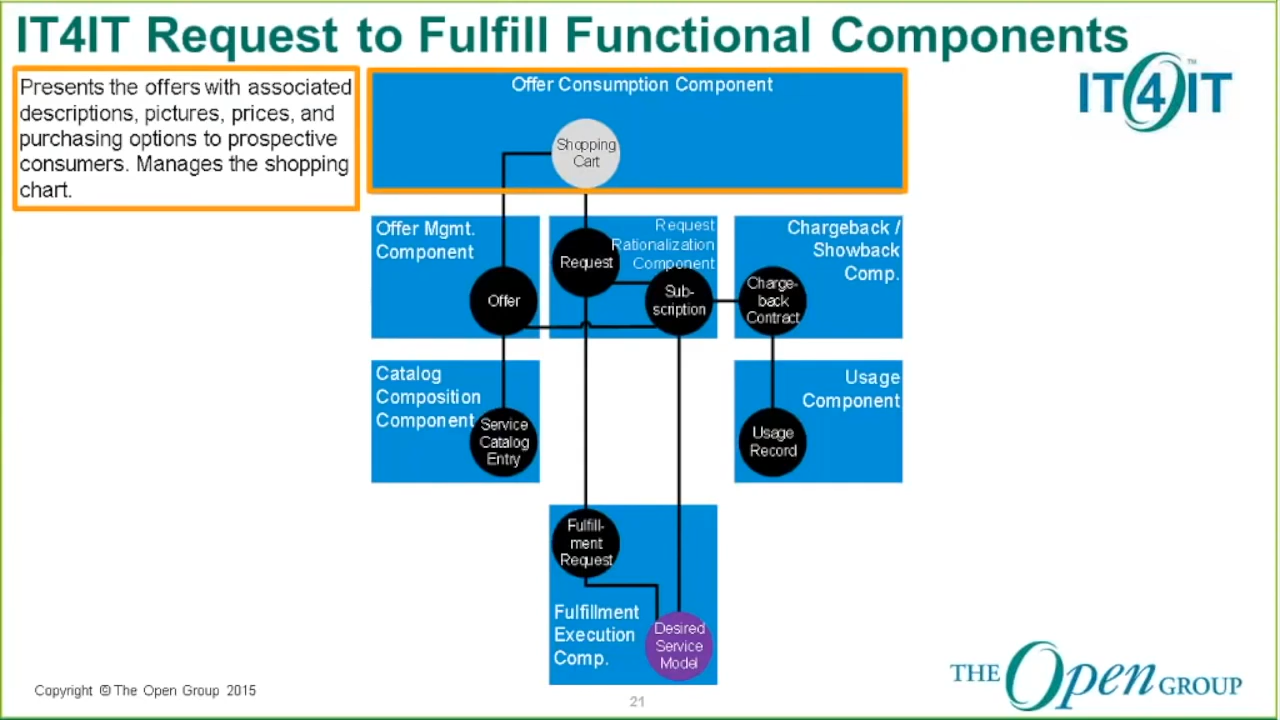 IT4IT Request to Fulfill Functional Components
Presents the offers with associated
descriptions, pictures, prices, and
purchasing options to prospective
consumers. Manages the shopping
chart.
Offer Consumption Component
IT4IT™
Shopping
Cart
Offer Mgmt.
Component
Offer
Request
Rationalization
Component
Request
Sub-
scription
Chargeback /
Showback
Comp.
Charge-
back
Contract
Catalog
Composition
Component
Service
Catalog
Entry
Usage
Component
Usage
Record
Fulfill-
ment
Request
Fulfillment
Execution
Comp.
Desired
Service
Model
Copyright © The Open Group 2015
21
THE Open GROUP